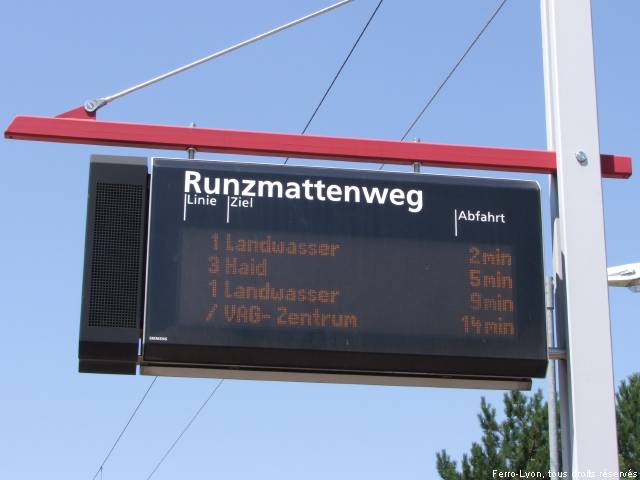 Runzmattenweg
Linie Ziel Abfahrt
1 Landwasser 2 min
3 Haid 5 min
1 Landwasser 9 min
/ VAG- Zentrum 14 min
SIEMENS
Ferro-Lyon, tous droits réservés